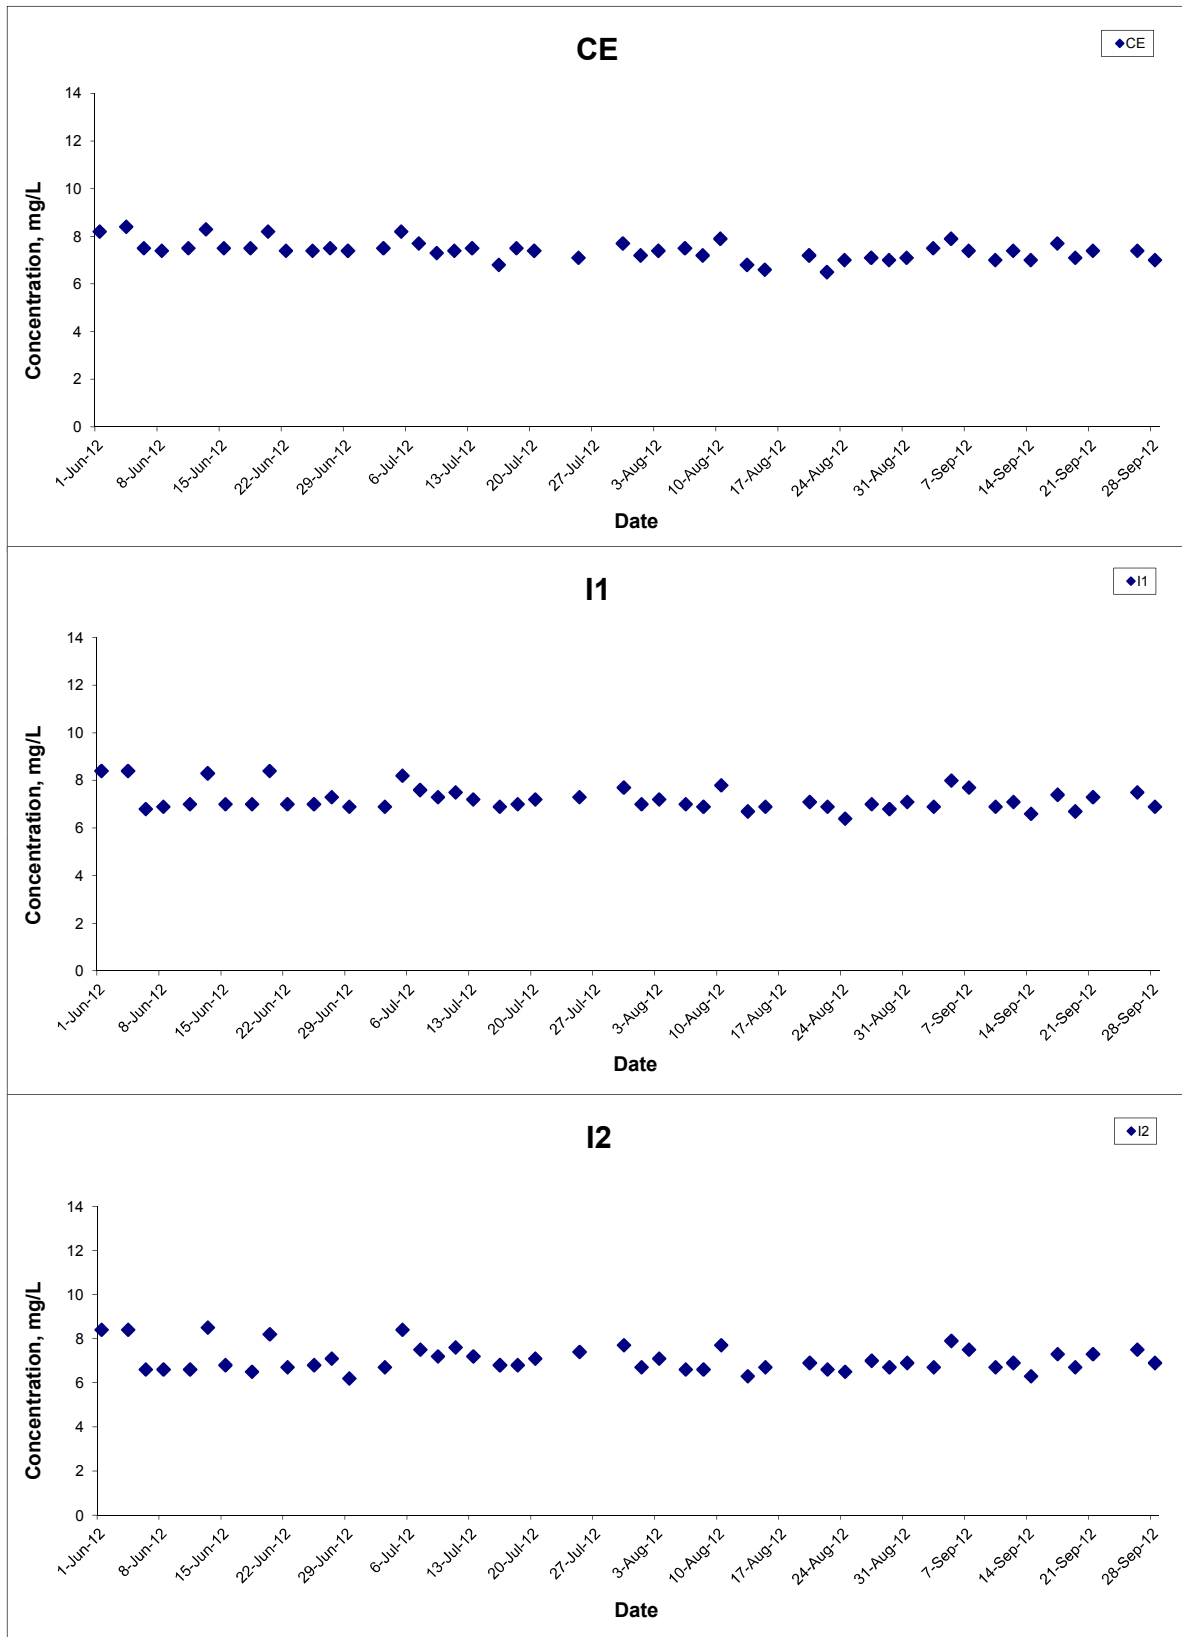 CE
CE
14
12
10
8
6
4
2
0
Concentration, mg/L
1-Jun-12 8-Jun-12 15-Jun-12 22-Jun-12 29-Jun-12 6-Jul-12 13-Jul-12 20-Jul-12 27-Jul-12 3-Aug-12 10-Aug-12 17-Aug-12 24-Aug-12 31-Aug-12 7-Sep-12 14-Sep-12 21-Sep-12 28-Sep-12
Date
I1
I1
14
12
10
8
6
4
2
0
Concentration, mg/L
1-Jun-12 8-Jun-12 15-Jun-12 22-Jun-12 29-Jun-12 6-Jul-12 13-Jul-12 20-Jul-12 27-Jul-12 3-Aug-12 10-Aug-12 17-Aug-12 24-Aug-12 31-Aug-12 7-Sep-12 14-Sep-12 21-Sep-12 28-Sep-12
Date
I2
I2
14
12
10
8
6
4
2
0
Concentration, mg/L
1-Jun-12 8-Jun-12 15-Jun-12 22-Jun-12 29-Jun-12 6-Jul-12 13-Jul-12 20-Jul-12 27-Jul-12 3-Aug-12 10-Aug-12 17-Aug-12 24-Aug-12 31-Aug-12 7-Sep-12 14-Sep-12 21-Sep-12 28-Sep-12
Date